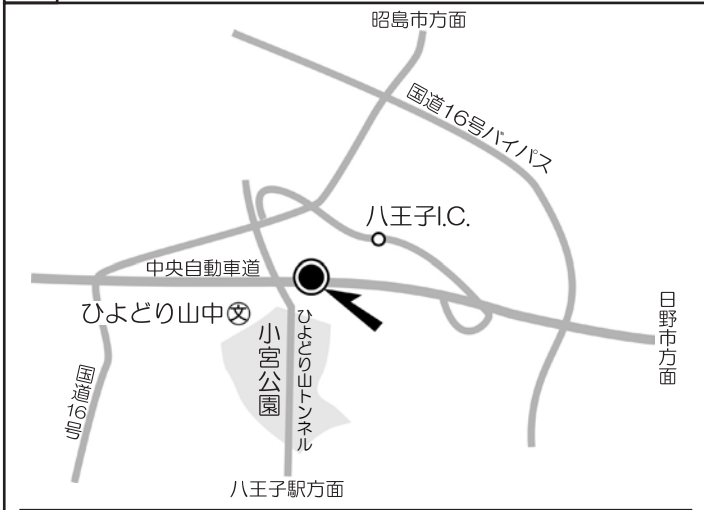 昭島市方面
国道16号バイパス
八王子I.C.
中央自動車道
ひよどり山中㊫
日野市方面
小宮公園
ひよどり山トンネル
国道16号
八王子駅方面